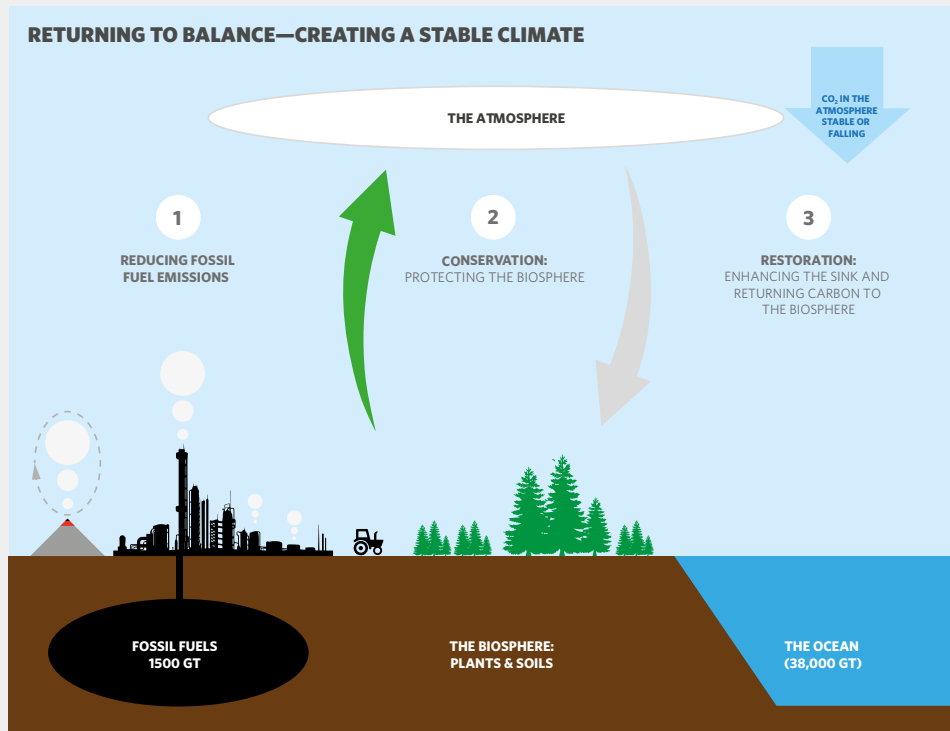 RETURNING TO BALANCE—CREATING A STABLE CLIMATE
THE ATMOSPHERE
CO₂ IN THE
ATMOSPHERE
STABLE OR
FALLING
1
REDUCING FOSSIL
FUEL EMISSIONS
2
CONSERVATION:
PROTECTING THE BIOSPHERE
3
RESTORATION:
ENHANCING THE SINK AND
RETURNING CARBON TO
THE BIOSPHERE
FOSSIL FUELS
1500 GT
THE BIOSPHERE:
PLANTS & SOILS
THE OCEAN
(38,000 GT)